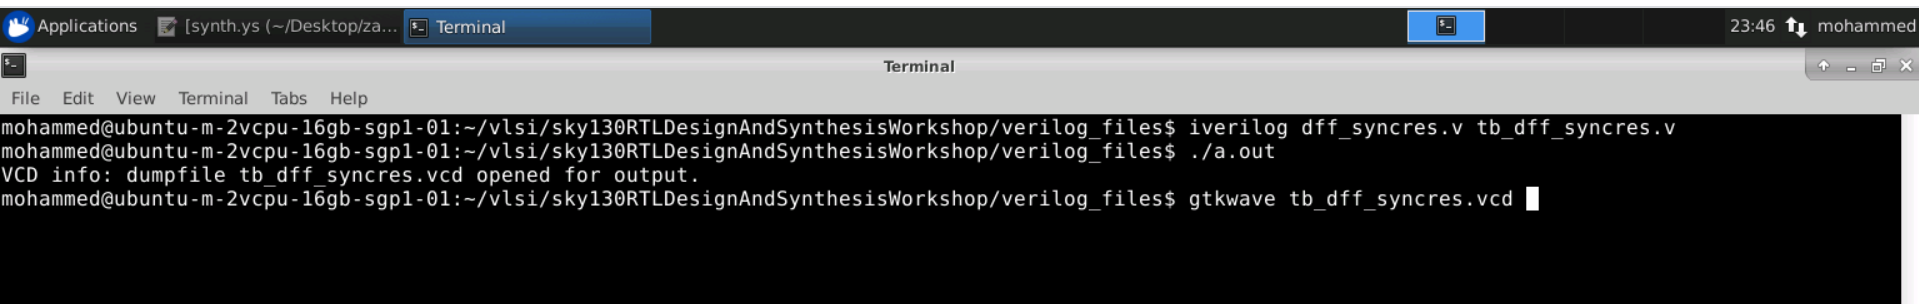 Applications [synth.ys (~/Desktop/za... Terminal 23:46 mohammed
Terminal
File Edit View Terminal Tabs Help
mohammed@ubuntu-m-2vcpu-16gb-sgp1-01:~/vlsi/sky130RTLDesignAndSynthesisWorkshop/verilog_files$ iverilog dff_syncres.v tb_dff_syncres.v
mohammed@ubuntu-m-2vcpu-16gb-sgp1-01:~/vlsi/sky130RTLDesignAndSynthesisWorkshop/verilog_files$ ./a.out
VCD info: dumpfile tb_dff_syncres.vcd opened for output.
mohammed@ubuntu-m-2vcpu-16gb-sgp1-01:~/vlsi/sky130RTLDesignAndSynthesisWorkshop/verilog_files$ gtkwave tb_dff_syncres.vcd